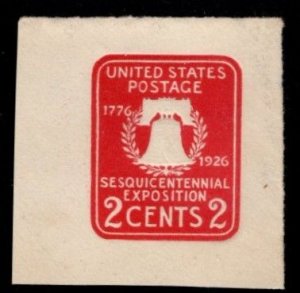 UNITED STATES
POSTAGE
1776
1926
SESQUICENTENNIAL
EXPOSITION
2 CENTS 2